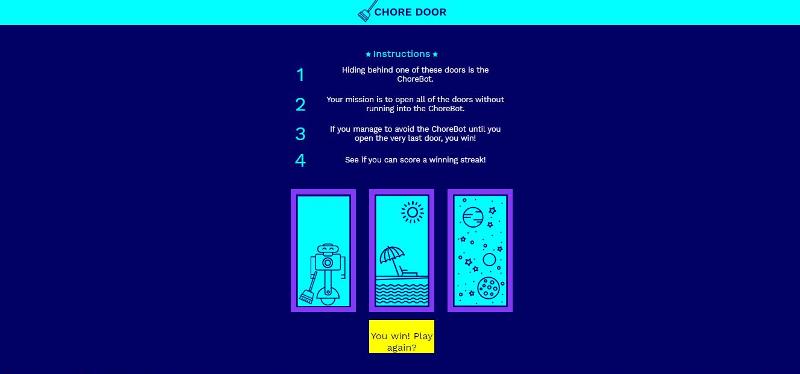 CHORE DOOR
Instructions
1
Hiding behind one of these doors is the
ChoreBot.
2
Your mission is to open all of the doors without
running into the ChoreBot.
3
If you manage to avoid the ChoreBot until you
open the very last door, you win!
4
See if you can score a winning streak!
You win! Play
again?